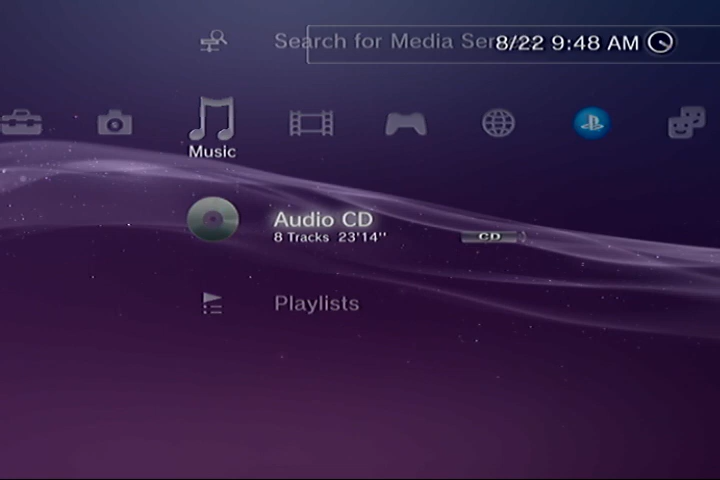 Search for Media Ser
8/22 9:48 AM
Music
Audio CD
8 Tracks 23'14''
CD
Playlists